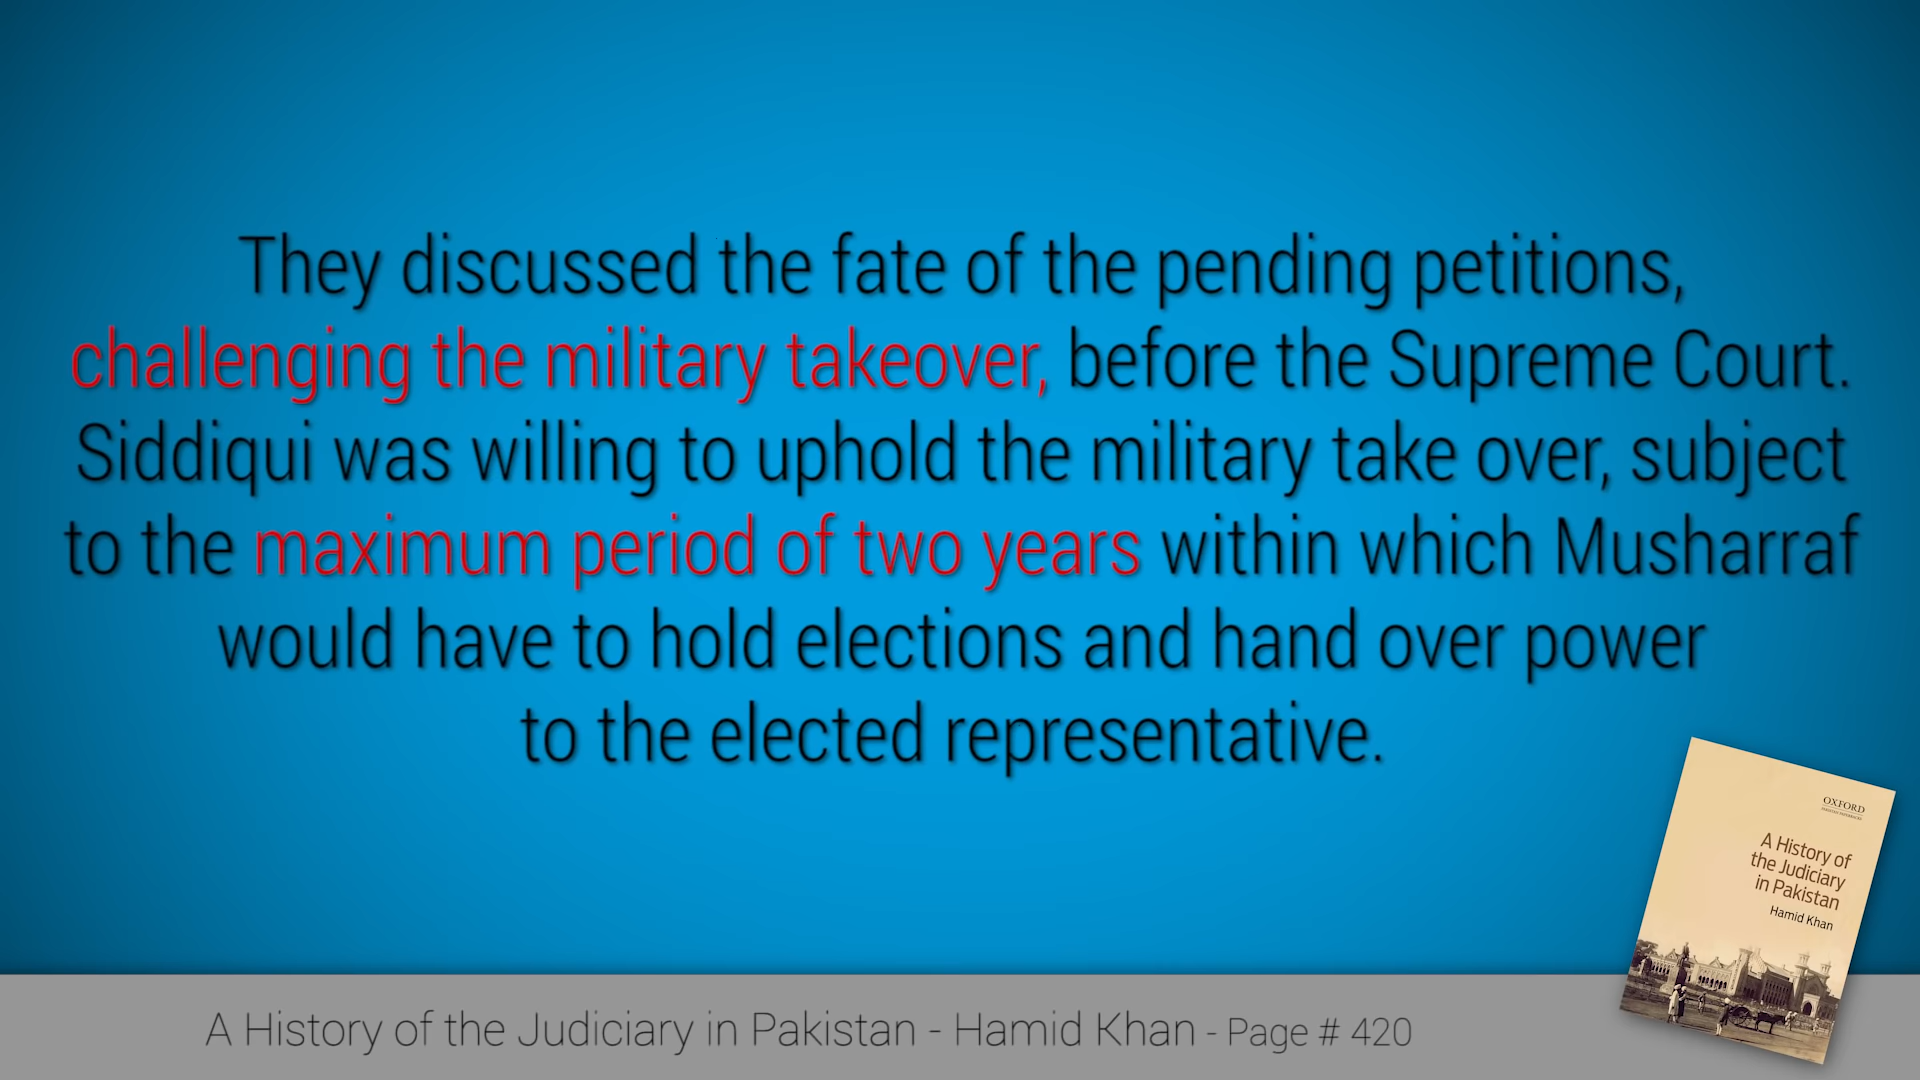 They discussed the fate of the pending petitions,
challenging the military takeover, before the Supreme Court.
Siddiqui was willing to uphold the military take over, subject
to the maximum period of two years within which Musharraf
would have to hold elections and hand over power
to the elected representative.
OXFORD
A History of
the Judiciary
in Pakistan
Hamid Khan
A History of the Judiciary in Pakistan - Hamid Khan - Page # 420